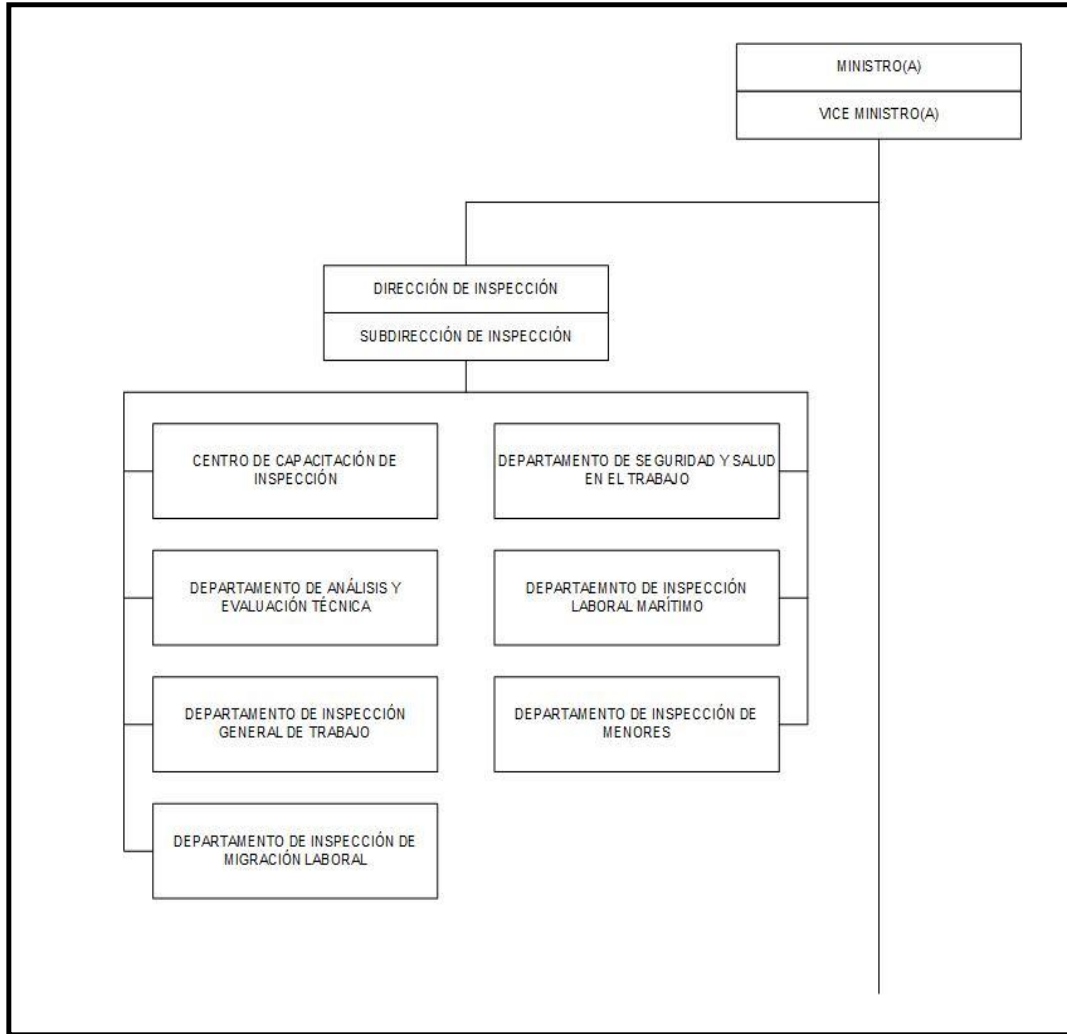 MINISTRO(A)
VICE MINISTRO(A)
DIRECCIÓN DE INSPECCIÓN
SUBDIRECCIÓN DE INSPECCIÓN
CENTRO DE CAPACITACIÓN DE
INSPECCIÓN
DEPARTAMENTO DE SEGURIDAD Y SALUD
EN EL TRABAJO
DEPARTAMENTO DE ANÁLISIS Y
EVALUACIÓN TÉCNICA
DEPARTAEMNTO DE INSPECCIÓN
LABORAL MARÍTIMO
DEPARTAMENTO DE INSPECCIÓN
GENERAL DE TRABAJO
DEPARTAMENTO DE INSPECCIÓN DE
MENORES
DEPARTAMENTO DE INSPECCIÓN DE
MIGRACIÓN LABORAL